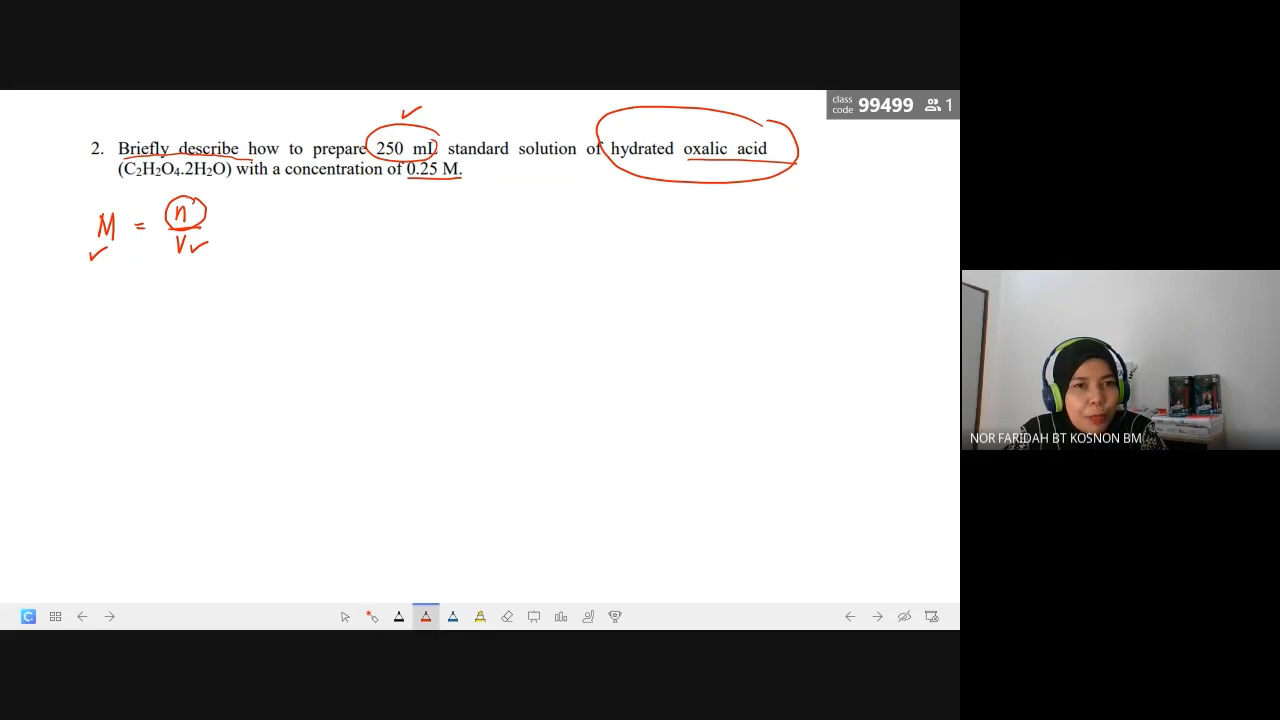 class
code 99499 1
2. Briefly describe how to prepare 250 mL standard solution of hydrated oxalic acid
(C₂H₂O₄.2H₂O) with a concentration of 0.25 M.
M = n
V
NOR FARIDAH BT KOSNON BM
C